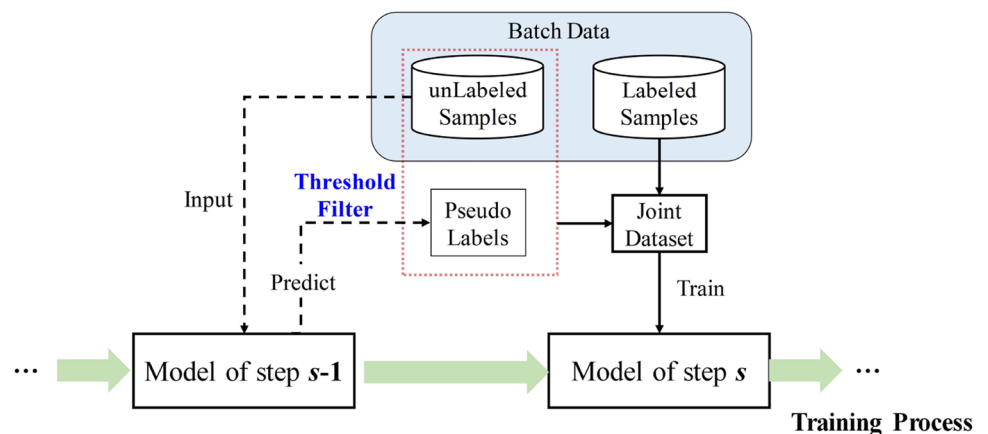 Batch Data
unLabeled
Samples
Labeled
Samples
Input
Threshold
Filter
Pseudo
Labels
Joint
Dataset
Predict
Train
...
Model of step s-1
Model of step s
...
Training Process